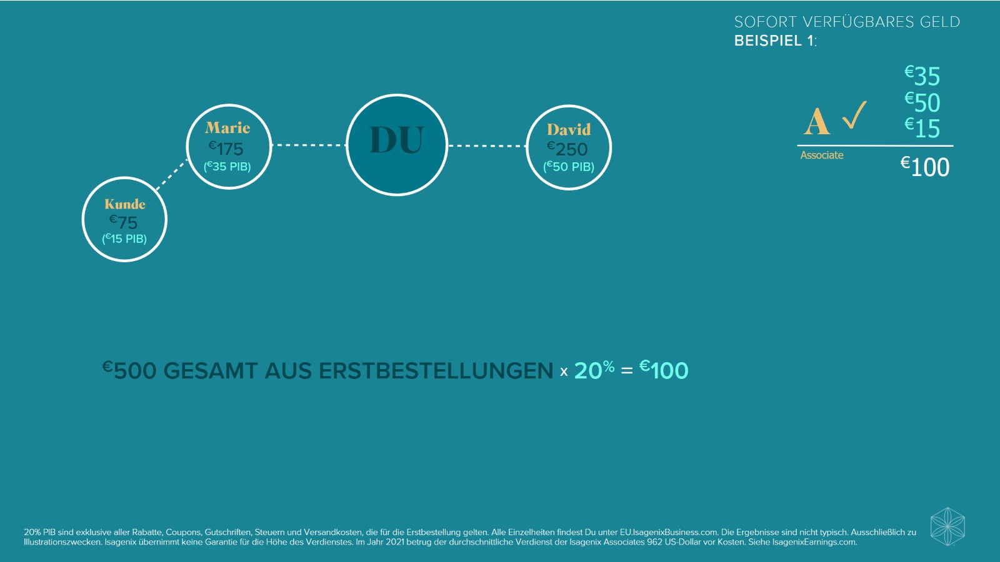 SOFORT VERFÜGBARES GELD
BEISPIEL 1:
€35
€50
€15
A ✓
Associate
€100
Marie
€175
(€35 PIB)
DU
David
€250
(€50 PIB)
Kunde
€75
(€15 PIB)
€500 GESAMT AUS ERSTBESTELLUNGEN x 20% = €100
20% PIB sind exklusive aller Rabatte, Coupons, Gutschriften, Steuern und Versandkosten, die für die Erstbestellung gelten. Alle Einzelheiten findest Du unter EU.IsagenixBusiness.com. Die Ergebnisse sind nicht typisch. Ausschließlich zu
Illustrationszwecken. Isagenix übernimmt keine Garantie für die Höhe des Verdienstes. Im Jahr 2021 betrug der durchschnittliche Verdienst der Isagenix Associates 962 US-Dollar vor Kosten. Siehe IsagenixEarnings.com.